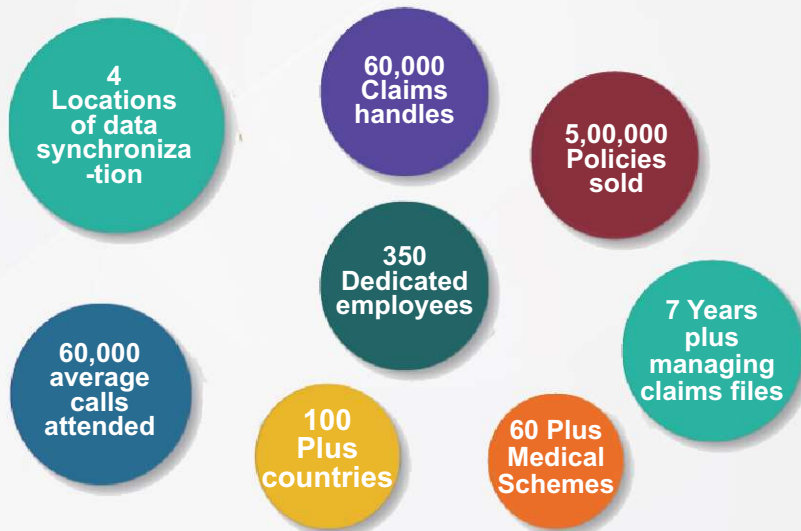 4
Locations
of data
synchroniza
-tion
60,000
Claims
handles
5,00,000
Policies
sold
350
Dedicated
employees
7 Years
plus
managing
claims files
60,000
average
calls
attended
100
Plus
countries
60 Plus
Medical
Schemes